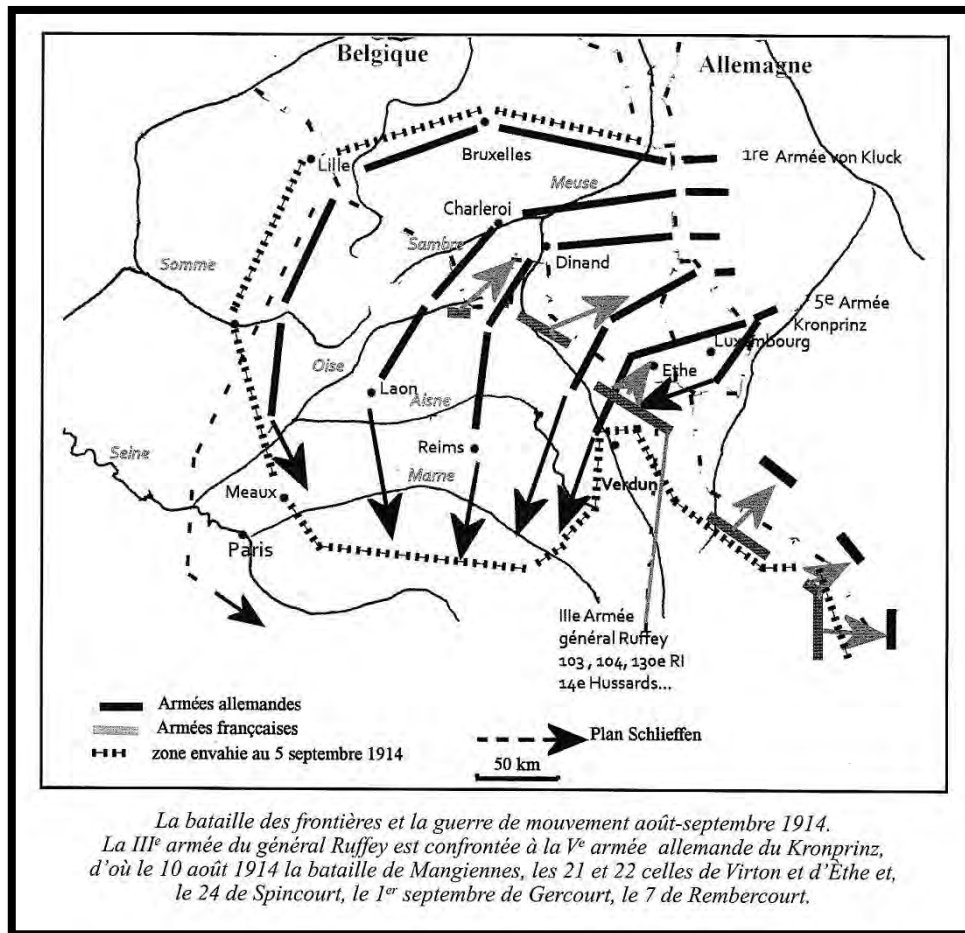 Belgique
Allemagne
Lille
Bruxelles
1re Armée von Kluck
Meuse
Charleroi
Sambre
Dinand
Somme
5e Armée
Kronprinz
Luxembourg
Oise
Ethe
Laon
Aisne
Reims
Seine
Marne
Meaux
Verdun
Paris
IIIe Armée
général Ruffey
103 , 104, 130e RI
14e Hussards...
Armées allemandes
Armées françaises
zone envahie au 5 septembre 1914
Plan Schlieffen
50 km
La bataille des frontières et la guerre de mouvement août-septembre 1914.
La IIIe armée du général Ruffey est confrontée à la Ve armée allemande du Kronprinz,
d'où le 10 août 1914 la bataille de Mangiennes, les 21 et 22 celles de Virton et d'Èthe et,
le 24 de Spincourt, le 1er septembre de Gercourt, le 7 de Rembercourt.